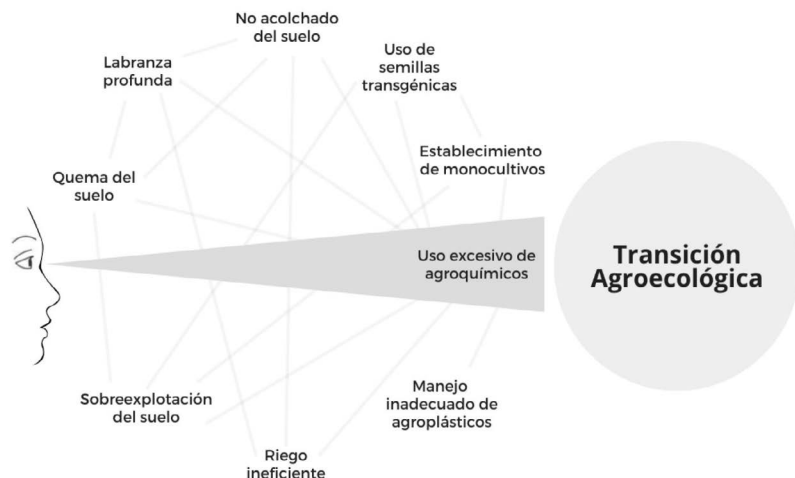 No acolchado
del suelo
Labranza
profunda
Uso de
semillas
transgénicas
Quema del
suelo
Establecimiento
de monocultivos
Uso excesivo de
agroquímicos
Transición
Agroecológica
Sobreexplotación
del suelo
Manejo
inadecuado de
agroplásticos
Riego
ineficiente